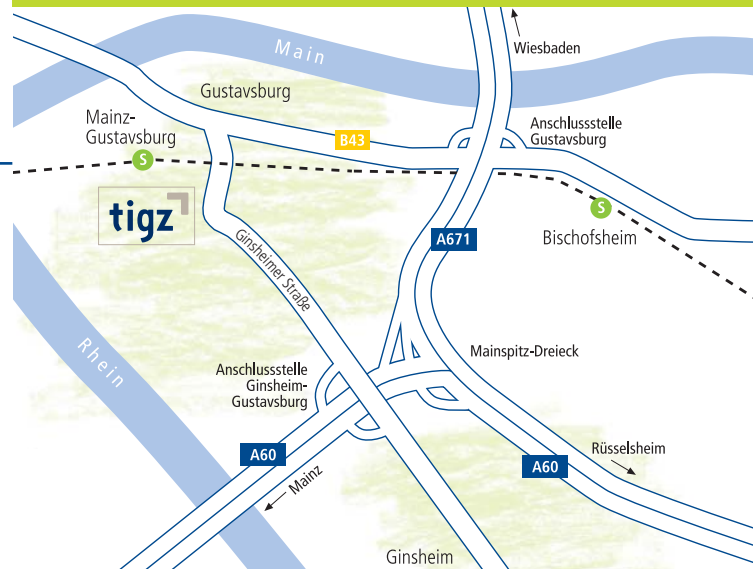 Wiesbaden
Main
Gustavsburg
Mainz-
Gustavsburg
Anschlussstelle
Gustavsburg
B43
S
S
tigz
Bischofsheim
A671
Ginsheimer Straße
Rhein
Mainspitz-Dreieck
Anschlussstelle
Ginsheim-
Gustavsburg
A60
Mainz
A60
Rüsselsheim
Ginsheim